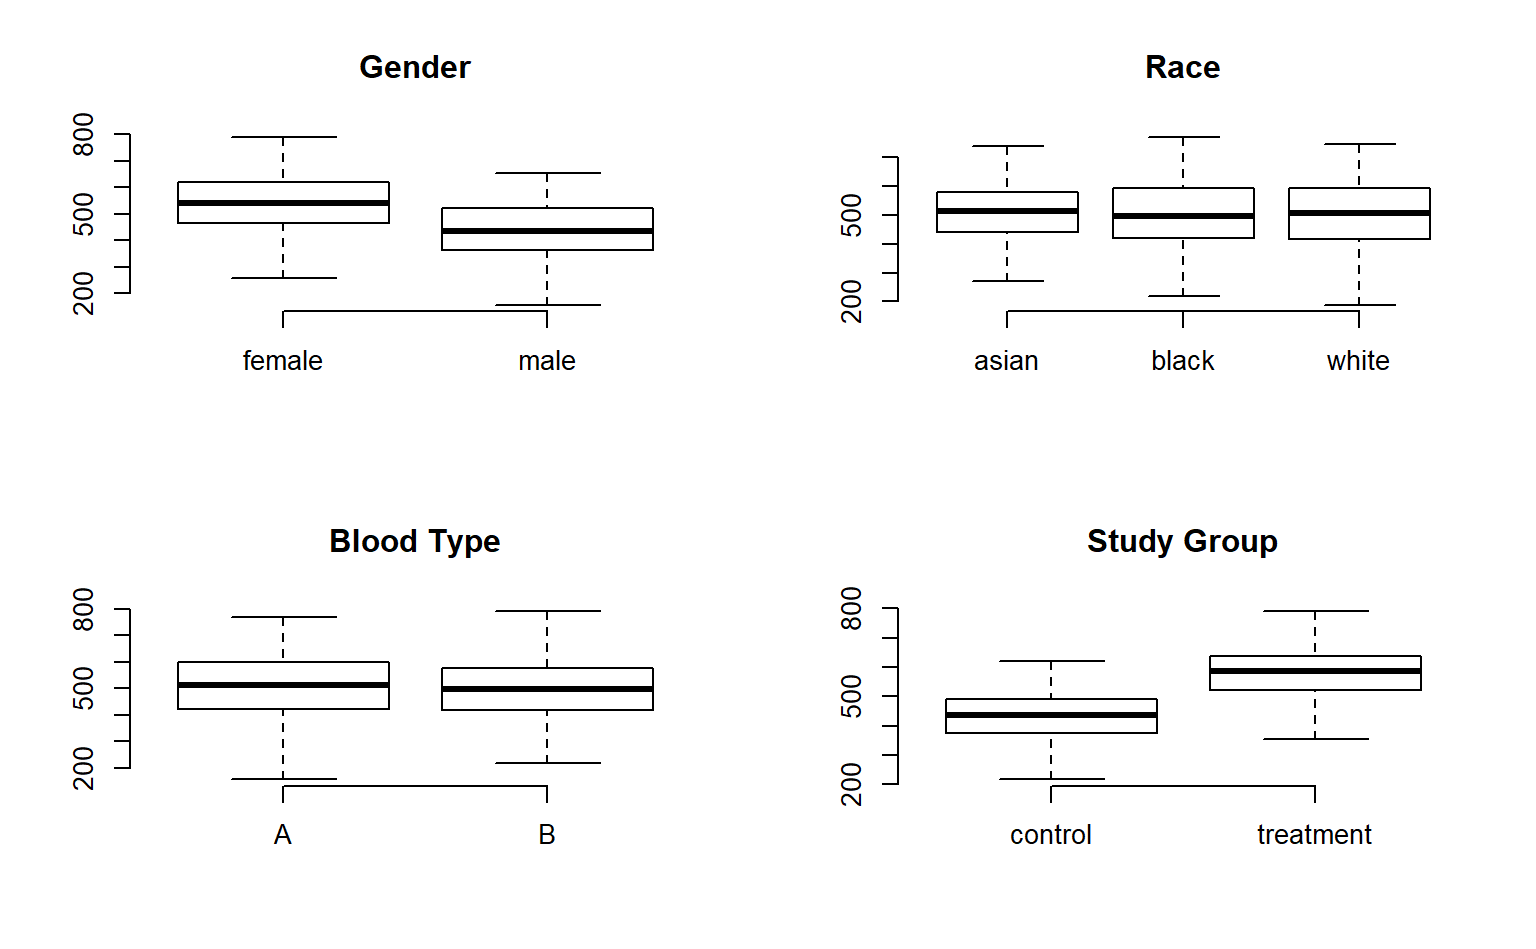 Gender
800
500
200
female male
Race
500
200
asian black white
Blood Type
800
500
200
A B
Study Group
800
500
200
control treatment